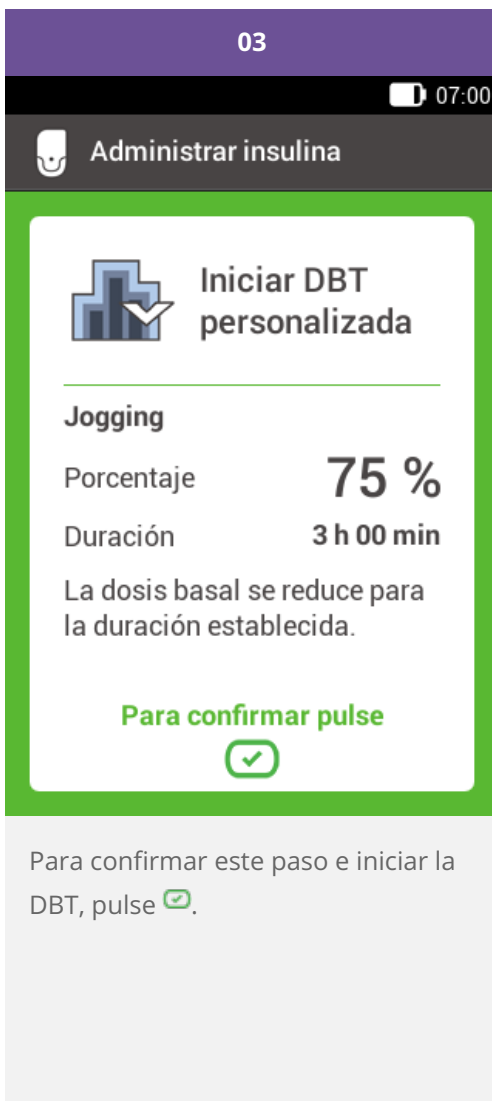 03
07:00
Administrar insulina
Iniciar DBT
personalizada
Jogging
Porcentaje 75 %
Duración 3 h 00 min
La dosis basal se reduce para
la duración establecida.
Para confirmar pulse
Para confirmar este paso e iniciar la
DBT, pulse .